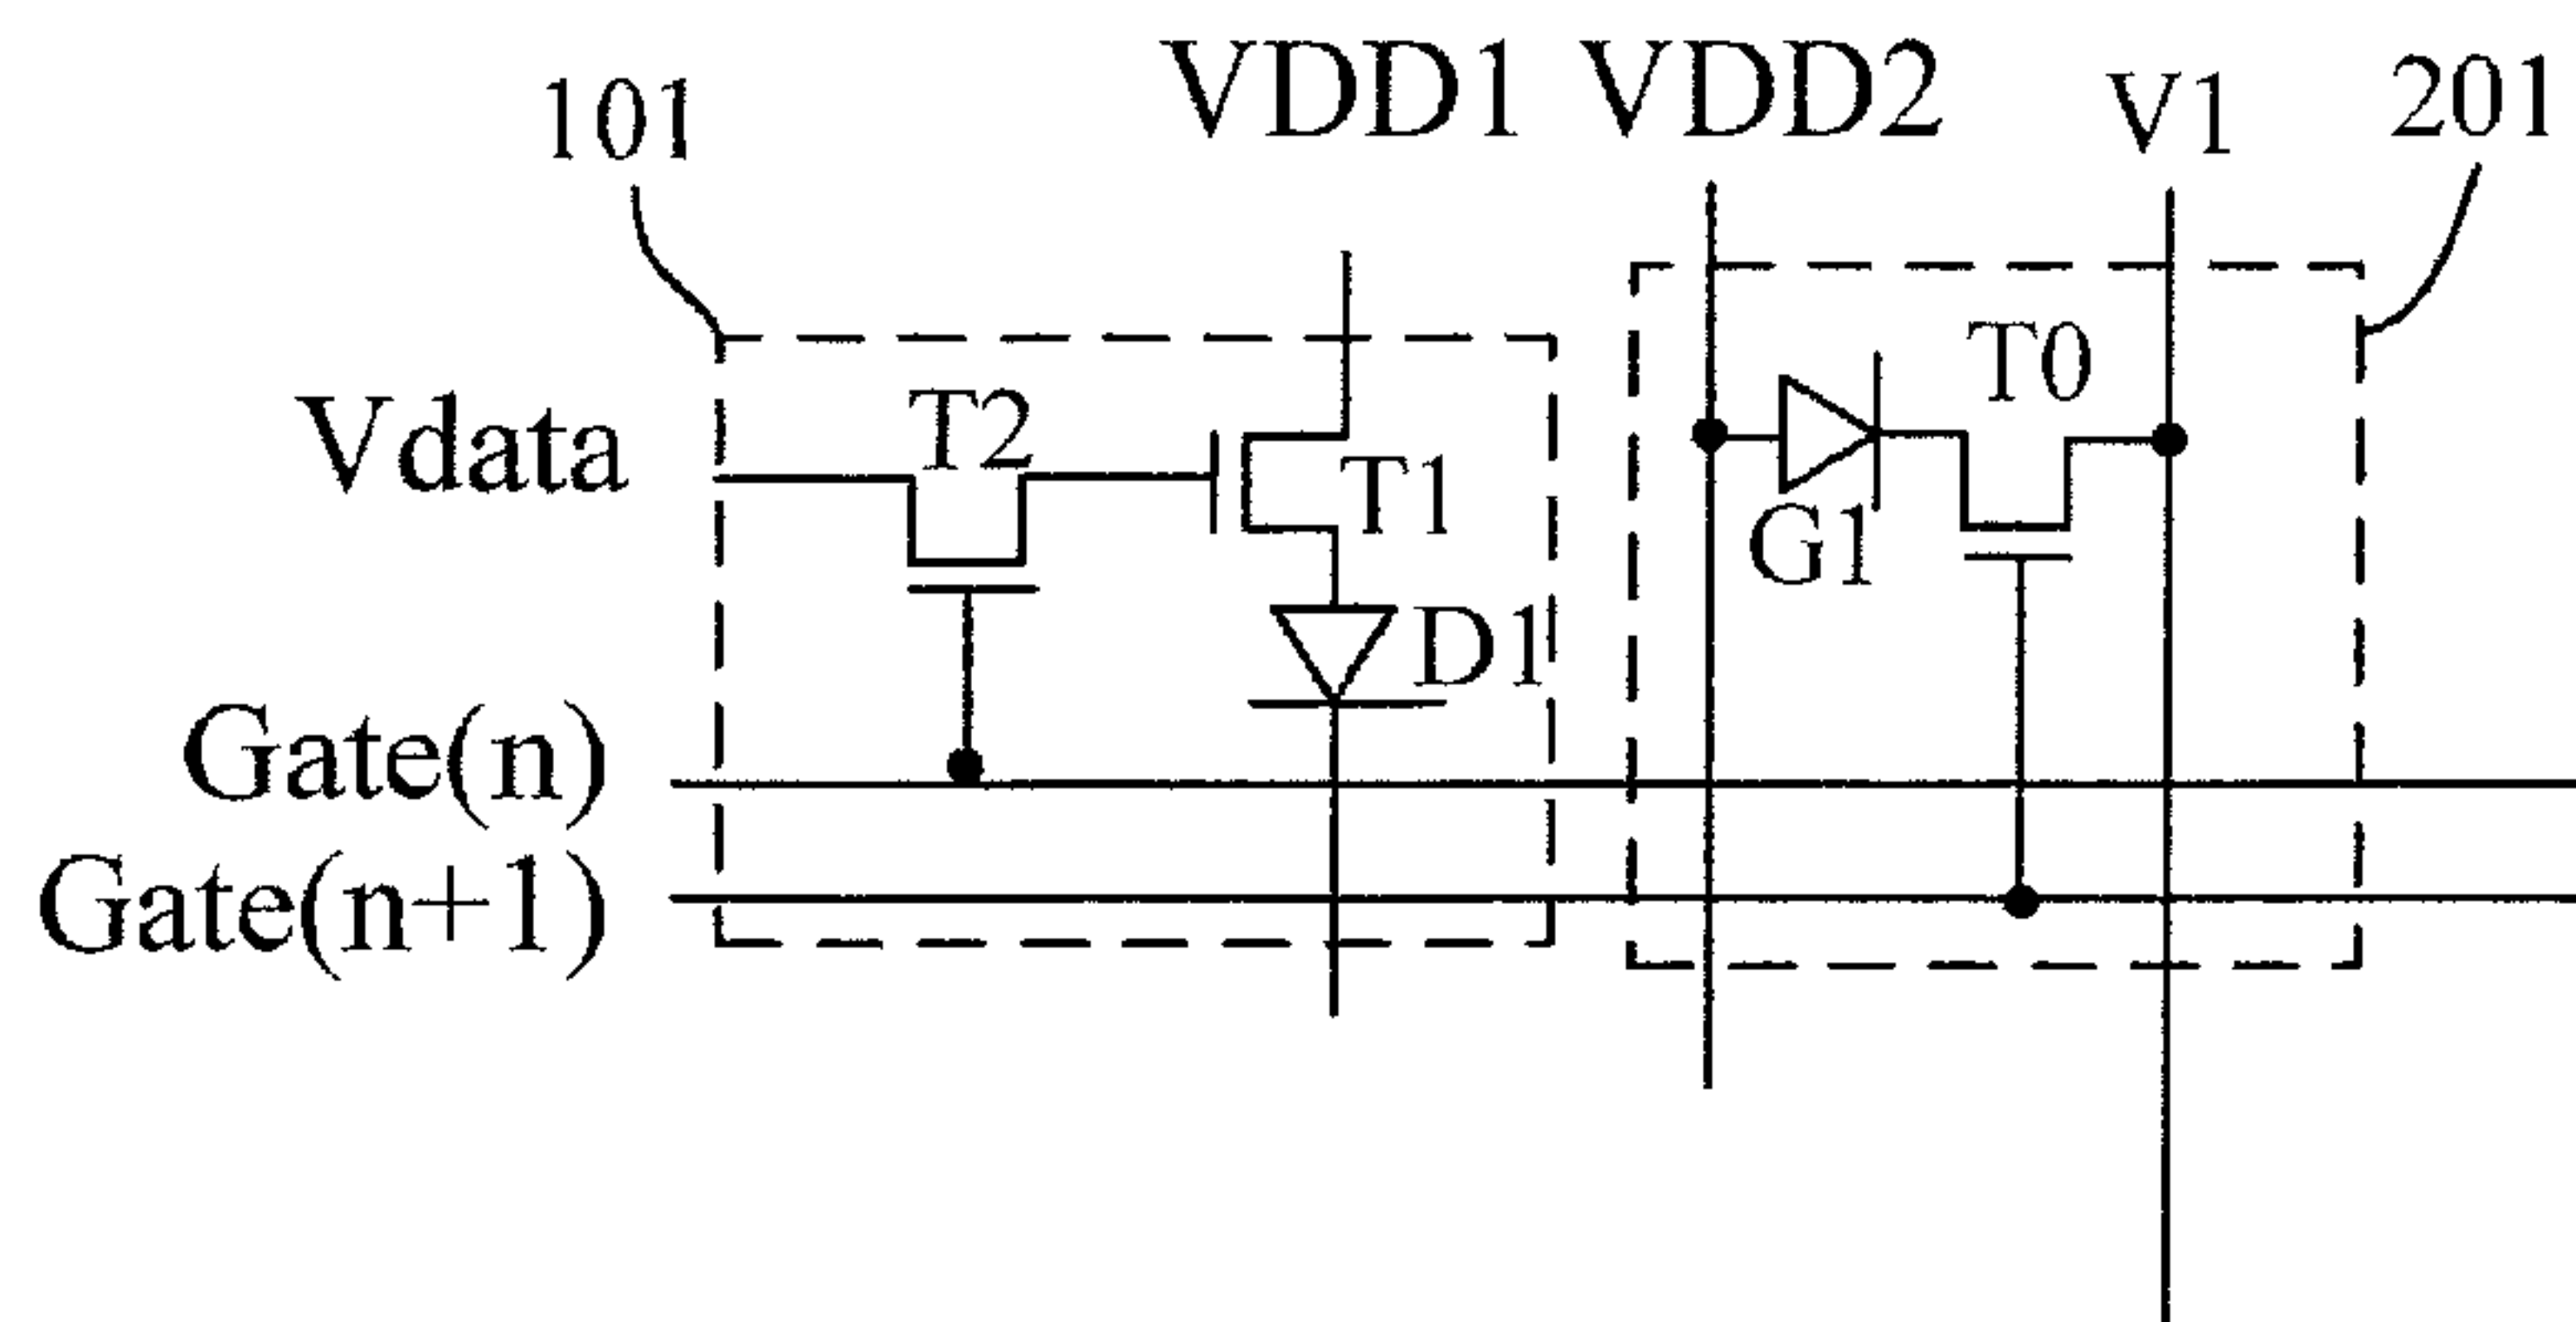 101
VDD1 VDD2
V1
201
Vdata
T2
T1
T0
G1
D1
Gate(n)
Gate(n+1)